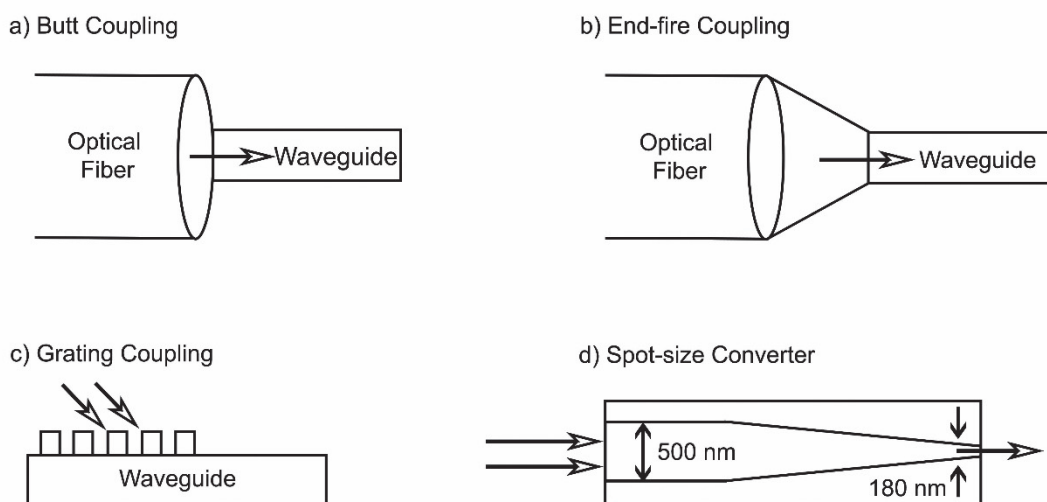 a) Butt Coupling
Optical
Fiber
Waveguide
b) End-fire Coupling
Optical
Fiber
Waveguide
c) Grating Coupling
Waveguide
d) Spot-size Converter
500 nm
180 nm